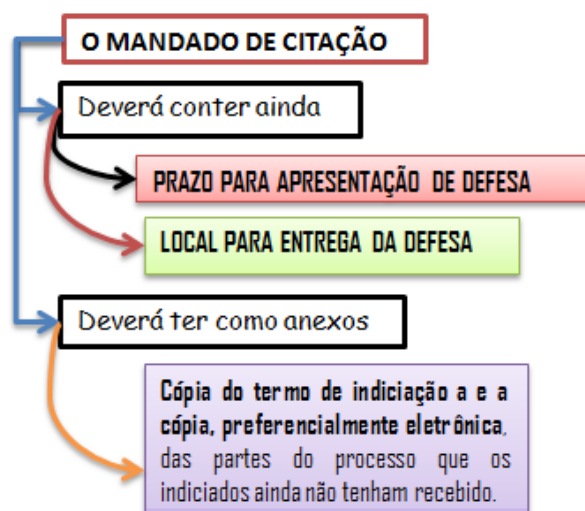 O MANDADO DE CITAÇÃO
Deverá conter ainda
PRAZO PARA APRESENTAÇÃO DE DEFESA
LOCAL PARA ENTREGA DA DEFESA
Deverá ter como anexos
Cópia do termo de indiciação a e a
cópia, preferencialmente eletrônica,
das partes do processo que os
indiciados ainda não tenham recebido.